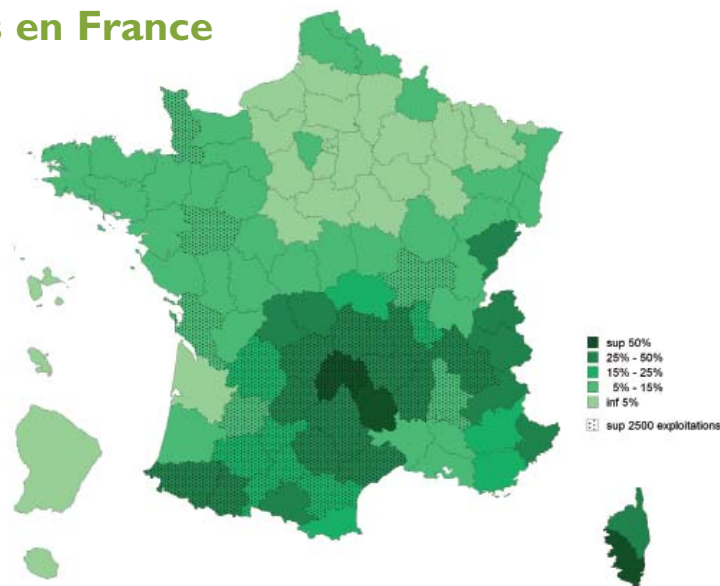 s en France
sup 50%
25% - 50%
15% - 25%
5% - 15%
inf 5%
sup 2500 exploitations